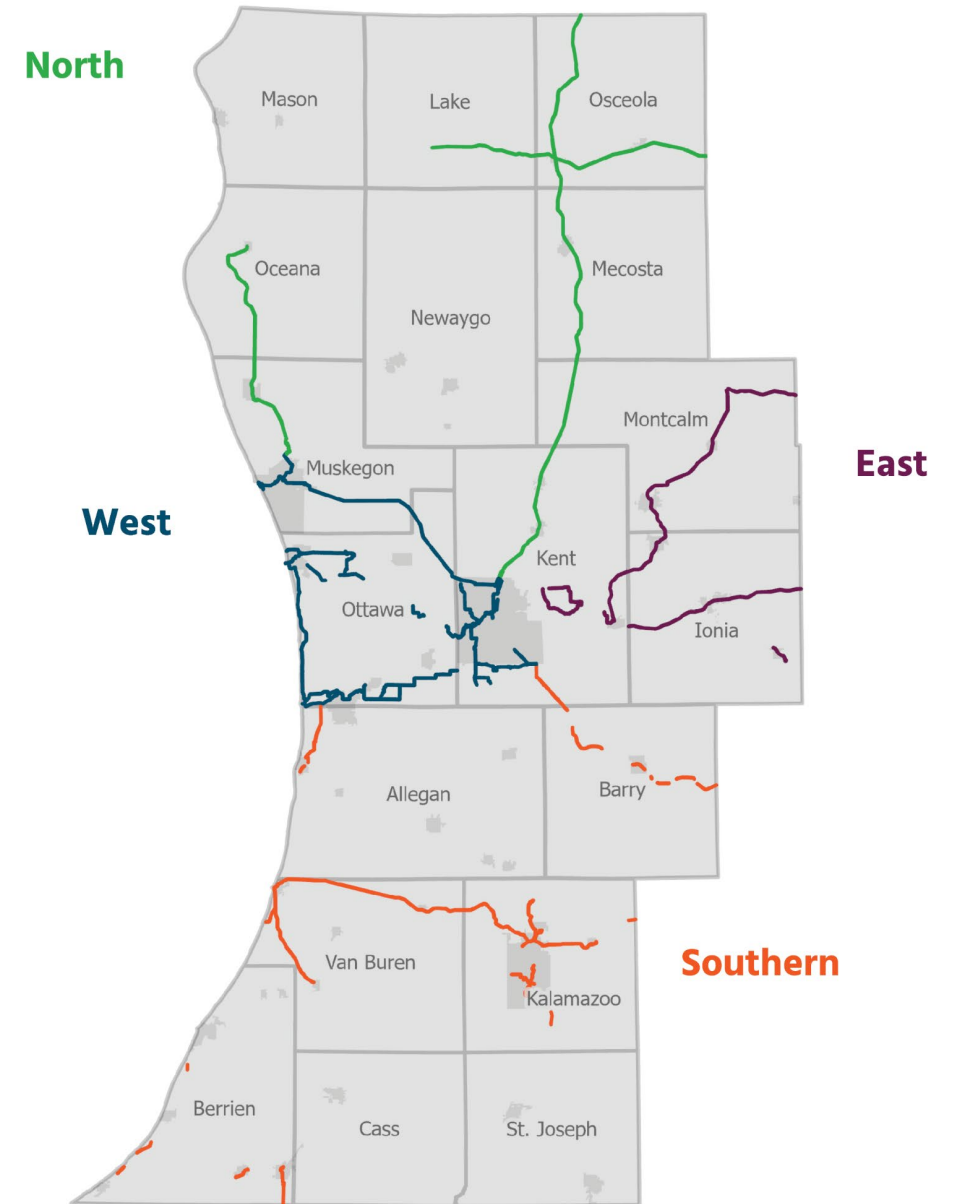 North
Mason
Lake
Osceola
Oceana
Mecosta
Newaygo
Montcalm
Muskegon
East
West
Kent
Ottawa
Ionia
Allegan
Barry
Southern
Van Buren
Kalamazoo
Berrien
Cass
St. Joseph